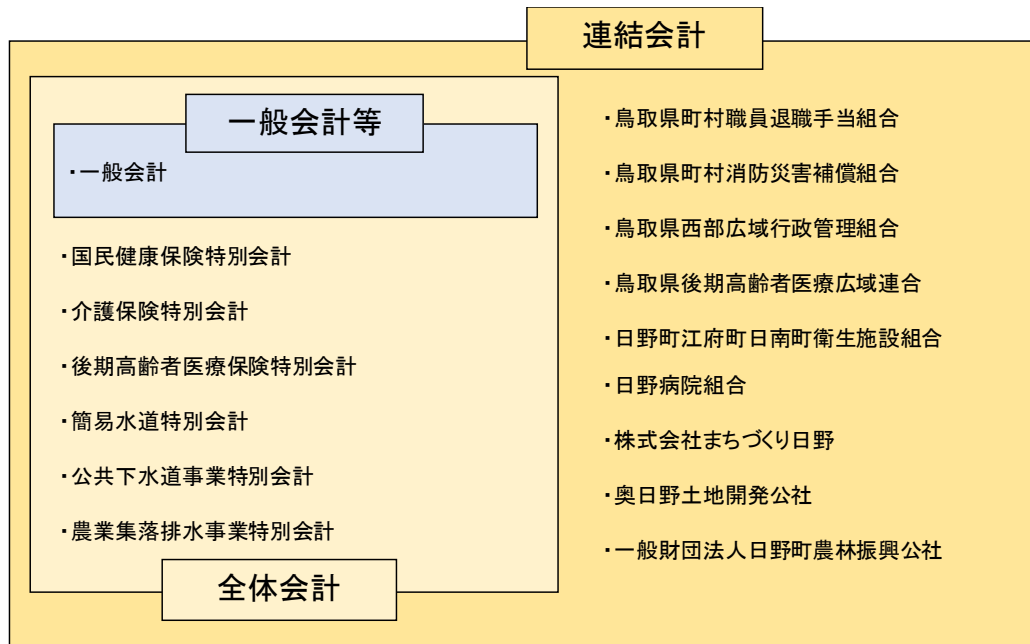 連結会計
一般会計等
・一般会計
・国民健康保険特別会計
・介護保険特別会計
・後期高齢者医療保険特別会計
・簡易水道特別会計
・公共下水道事業特別会計
・農業集落排水事業特別会計
全体会計
・鳥取県町村職員退職手当組合
・鳥取県町村消防災害補償組合
・鳥取県西部広域行政管理組合
・鳥取県後期高齢者医療広域連合
・日野町江府町日南町衛生施設組合
・日野病院組合
・株式会社まちづくり日野
・奥日野土地開発公社
・一般財団法人日野町農林振興公社